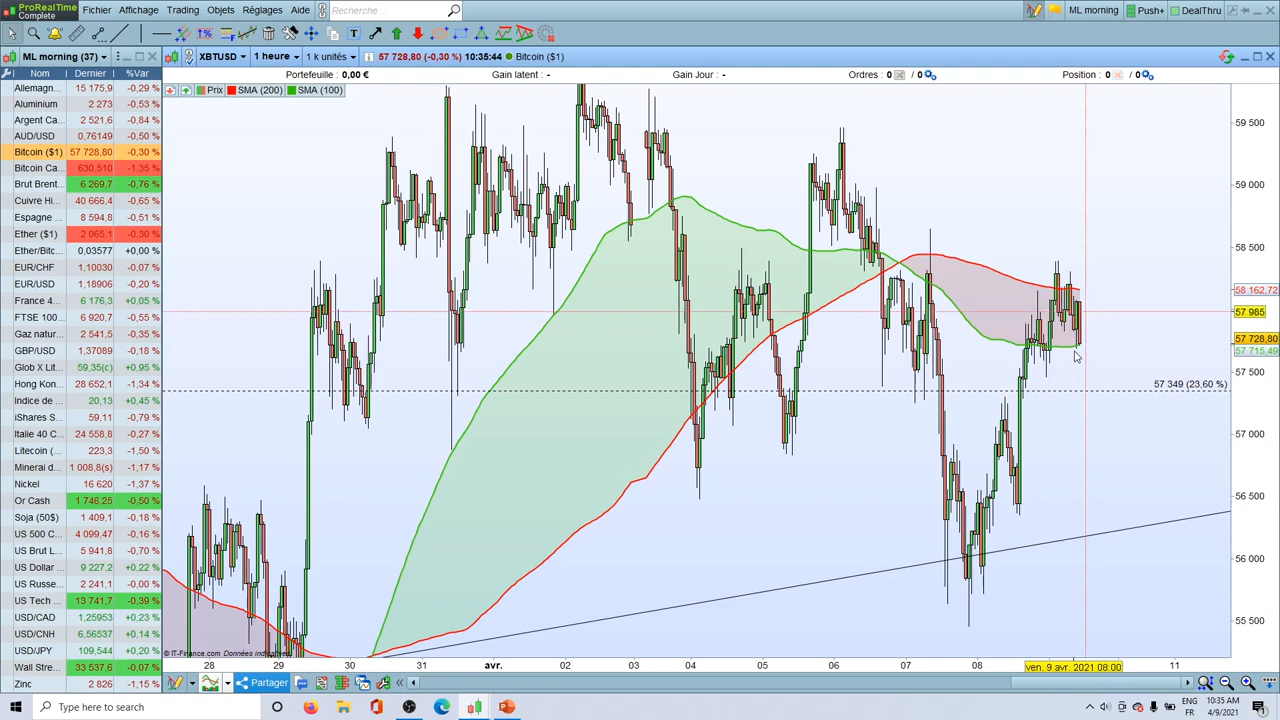 ProRealTime
Complete
Fichier Affichage Trading Objets Réglages Aide Recherche ... ML morning Push+ DealThru
ML morning (37) XBTUSD 1 heure 1 k unités 57 728,80 (-0,30 %) 10:35:44 Bitcoin ($1)
Portefeuille : 0,00 € Gain latent : - Gain Jour : - Ordres : 0 / 0 Position : 0 / 0
Nom Dernier %Var
Prix SMA (200) SMA (100)
Allemagn... 15 175,9 -0,29 %
Aluminium 2 273 -0,53 %
Argent Ca... 2 521,6 -0,84 %
AUD/USD 0,76149 -0,50 %
Bitcoin ($1) 57 728,80 -0,30 %
Bitcoin Ca... 630,510 -1,35 %
Brut Brent... 6 269,7 -0,76 %
Cuivre Hi... 40 666,4 -0,65 %
Espagne ... 8 594,8 -0,51 %
Ether ($1) 2 065,1 -0,30 %
Ether/Bitc... 0,03577 +0,00 %
EUR/CHF 1,10030 -0,07 %
EUR/USD 1,18906 -0,20 %
France 4... 6 176,3 +0,05 %
FTSE 100... 6 920,7 -0,55 %
Gaz natur... 2 541,5 -0,35 %
GBP/USD 1,37089 -0,18 %
Glob X Lit... 59,35(c) +0,95 %
Hong Kon... 28 652,1 -1,34 %
Indice de ... 20,13 +0,45 %
iShares S... 59,11 -0,79 %
Italie 40 C... 24 558,8 -0,27 %
Litecoin (... 223,3 -1,50 %
Minerai d... 1 008,8(s) -1,17 %
Nickel 16 620 -1,37 %
Or Cash 1 746,25 -0,50 %
Soja (50$) 1 409,1 -0,18 %
US 500 C... 4 099,47 -0,16 %
US Brut L... 5 941,8 -0,70 %
US Dollar ... 9 227,2 +0,22 %
US Russe... 2 241,1 -0,00 %
US Tech ... 13 741,7 -0,39 %
USD/CAD 1,25953 +0,23 %
USD/CNH 6,56537 +0,14 %
USD/JPY 109,544 +0,20 %
Wall Stre... 33 537,6 -0,07 %
Zinc 2 826 -1,15 %
59 500
59 000
58 500
58 162,72
57 985
57 728,80
57 715,49
57 500
57 349 (23,60 %)
57 000
56 500
56 000
55 500
© IT-Finance.com Données indicatives
28 29 30 31 avr. 02 03 04 05 06 07 08 ven. 9 avr. 2021 08:00 11
Partager
Type here to search
ENG 10:35 AM
FR 4/9/2021